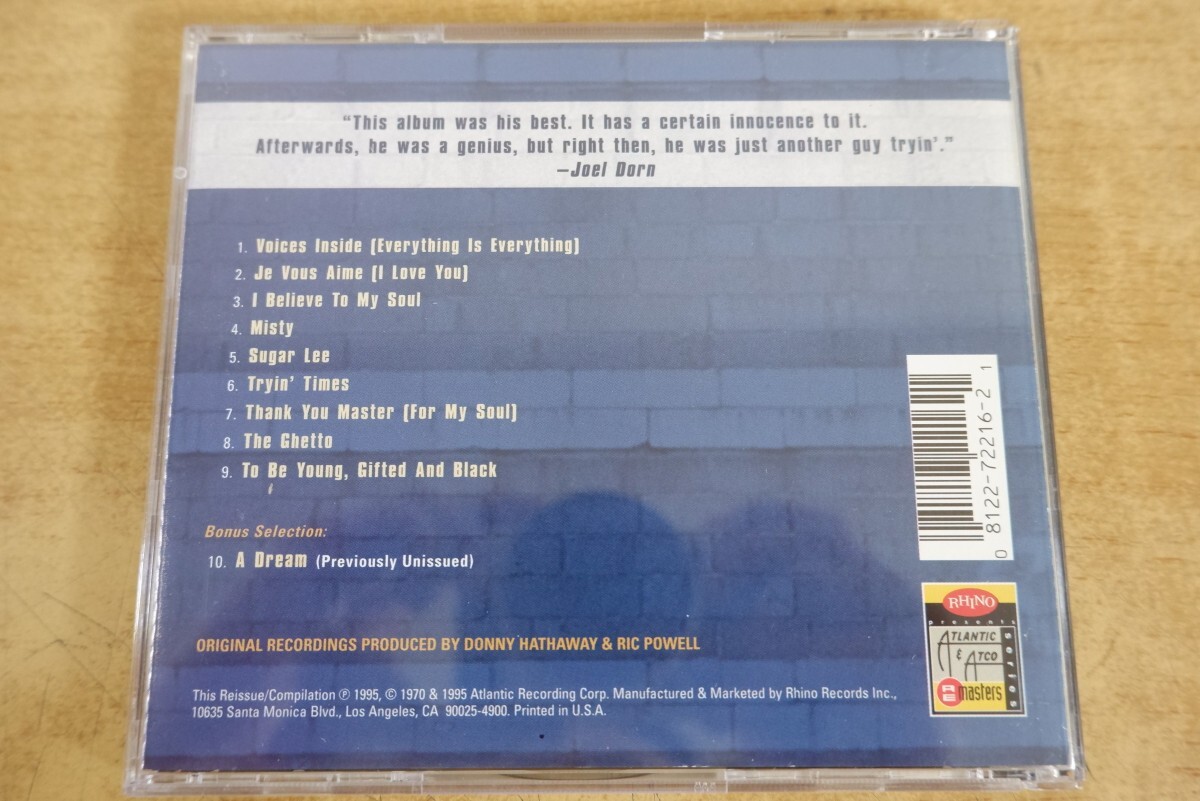 “This album was his best. It has a certain innocence to it.
Afterwards, he was a genius, but right then, he was just another guy tryin'.”
—Joel Dorn
1. Voices Inside (Everything Is Everything)
2. Je Vous Aime (I Love You)
3. I Believe To My Soul
4. Misty
5. Sugar Lee
6. Tryin' Times
7. Thank You Master (For My Soul)
8. The Ghetto
9. To Be Young, Gifted And Black
Bonus Selection:
10. A Dream (Previously Unissued)
ORIGINAL RECORDINGS PRODUCED BY DONNY HATHAWAY & RIC POWELL
This Reissue/Compilation ℗ 1995, © 1970 & 1995 Atlantic Recording Corp. Manufactured & Marketed by Rhino Records Inc.,
10635 Santa Monica Blvd., Los Angeles, CA 90025-4900. Printed in U.S.A.
0 8122-72216-2 1
RHINO
presents
ATLANTIC
& ATCO
REmasters
series